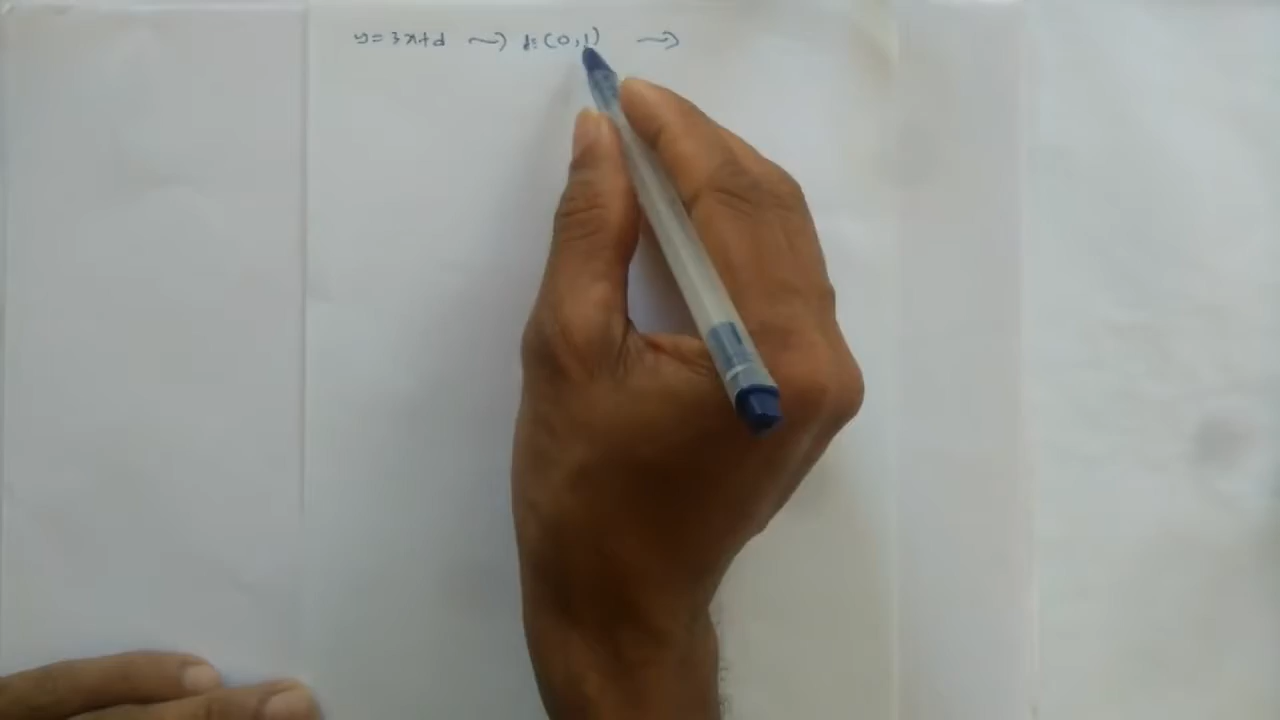 y=3x+d → d:(0,1) →